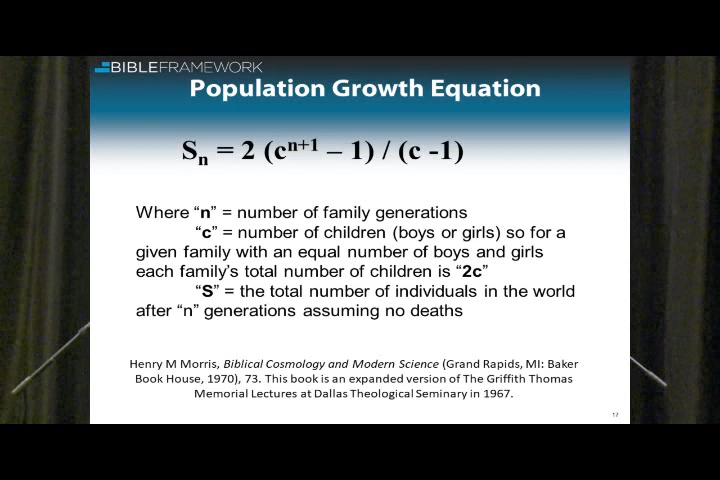 BIBLEFRAMEWORK
Population Growth Equation
Sₙ = 2 (cⁿ⁺¹ – 1) / (c -1)
Where “n” = number of family generations
“c” = number of children (boys or girls) so for a
given family with an equal number of boys and girls
each family’s total number of children is “2c”
“S” = the total number of individuals in the world
after “n” generations assuming no deaths
Henry M Morris, Biblical Cosmology and Modern Science (Grand Rapids, MI: Baker
Book House, 1970), 73. This book is an expanded version of The Griffith Thomas
Memorial Lectures at Dallas Theological Seminary in 1967.
17